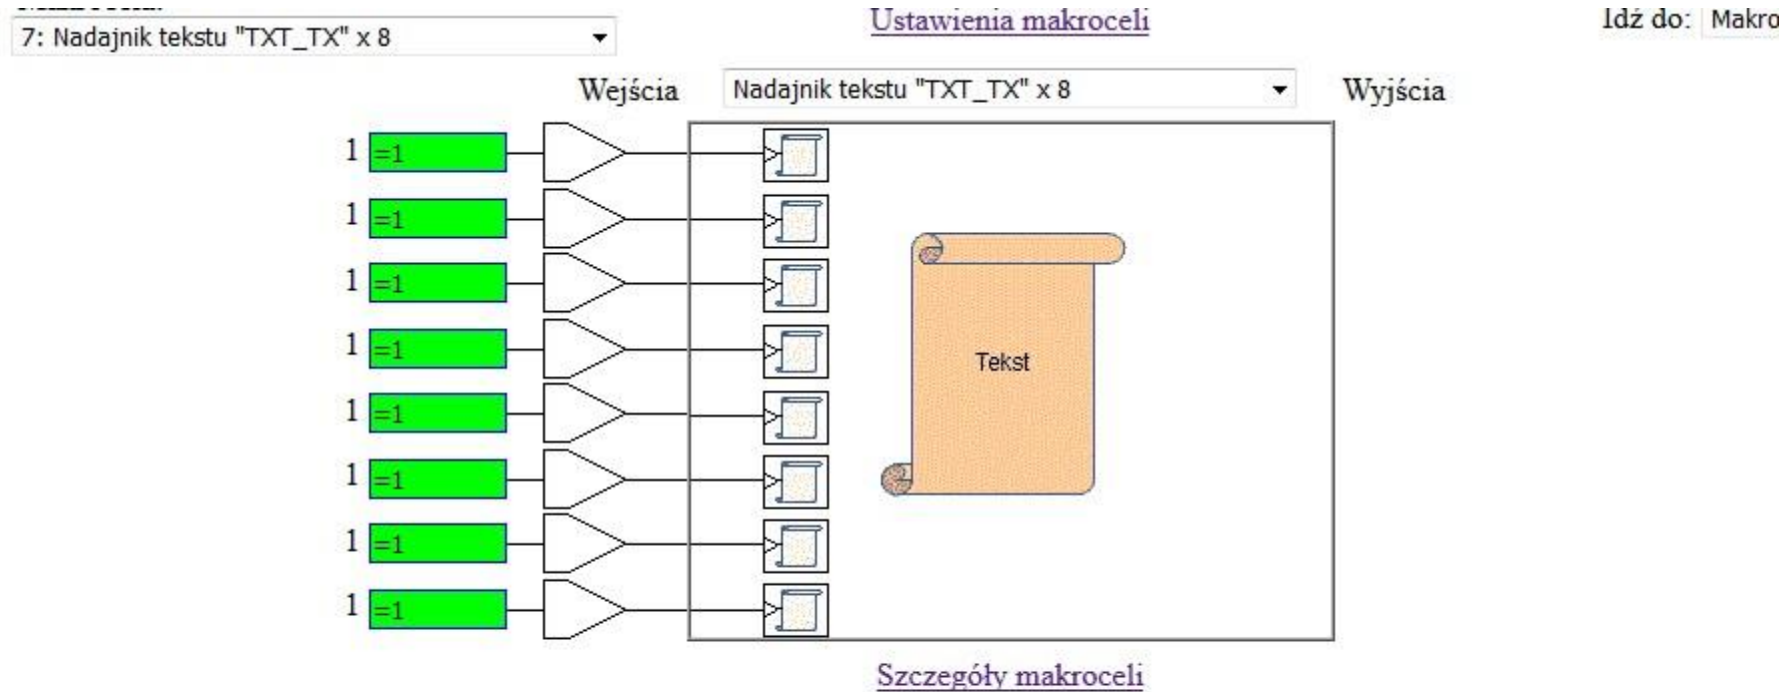 7: Nadajnik tekstu "TXT_TX" x 8
Ustawienia makroceli
Idź do: Makro
Wejścia
Nadajnik tekstu "TXT_TX" x 8
Wyjścia
1 =1
1 =1
1 =1
1 =1
Tekst
1 =1
1 =1
1 =1
1 =1
Szczegóły makroceli